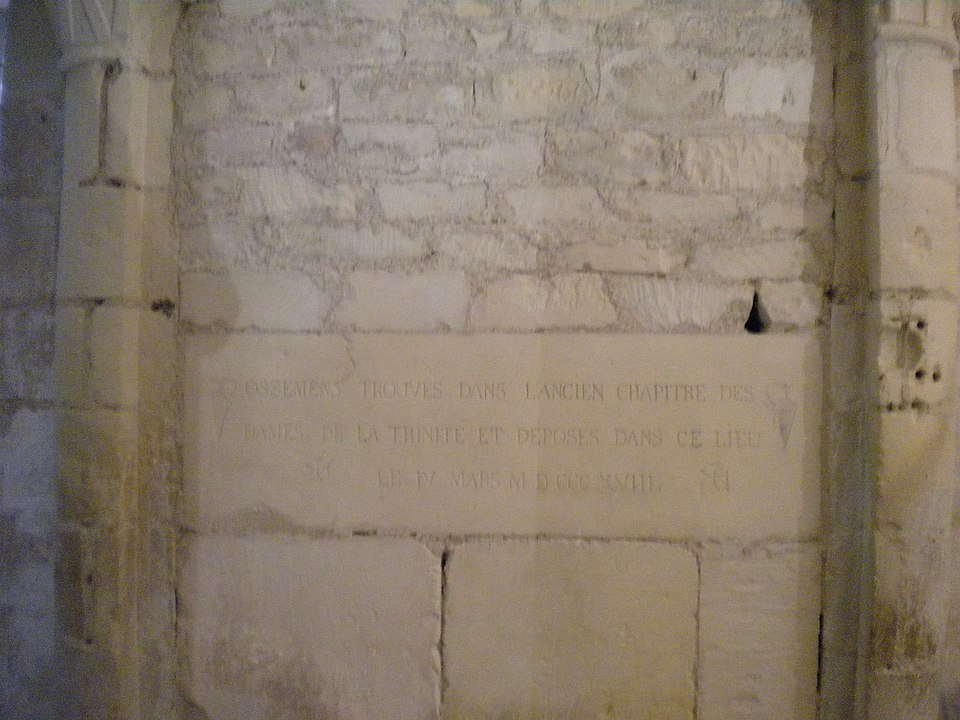 OSSEMENS TROUVÉS DANS L'ANCIEN CHAPITRE DES
DAMES DE LA TRINITÉ ET DÉPOSÉS DANS CE LIEU
LE IV MARS M D CCC XVIII.